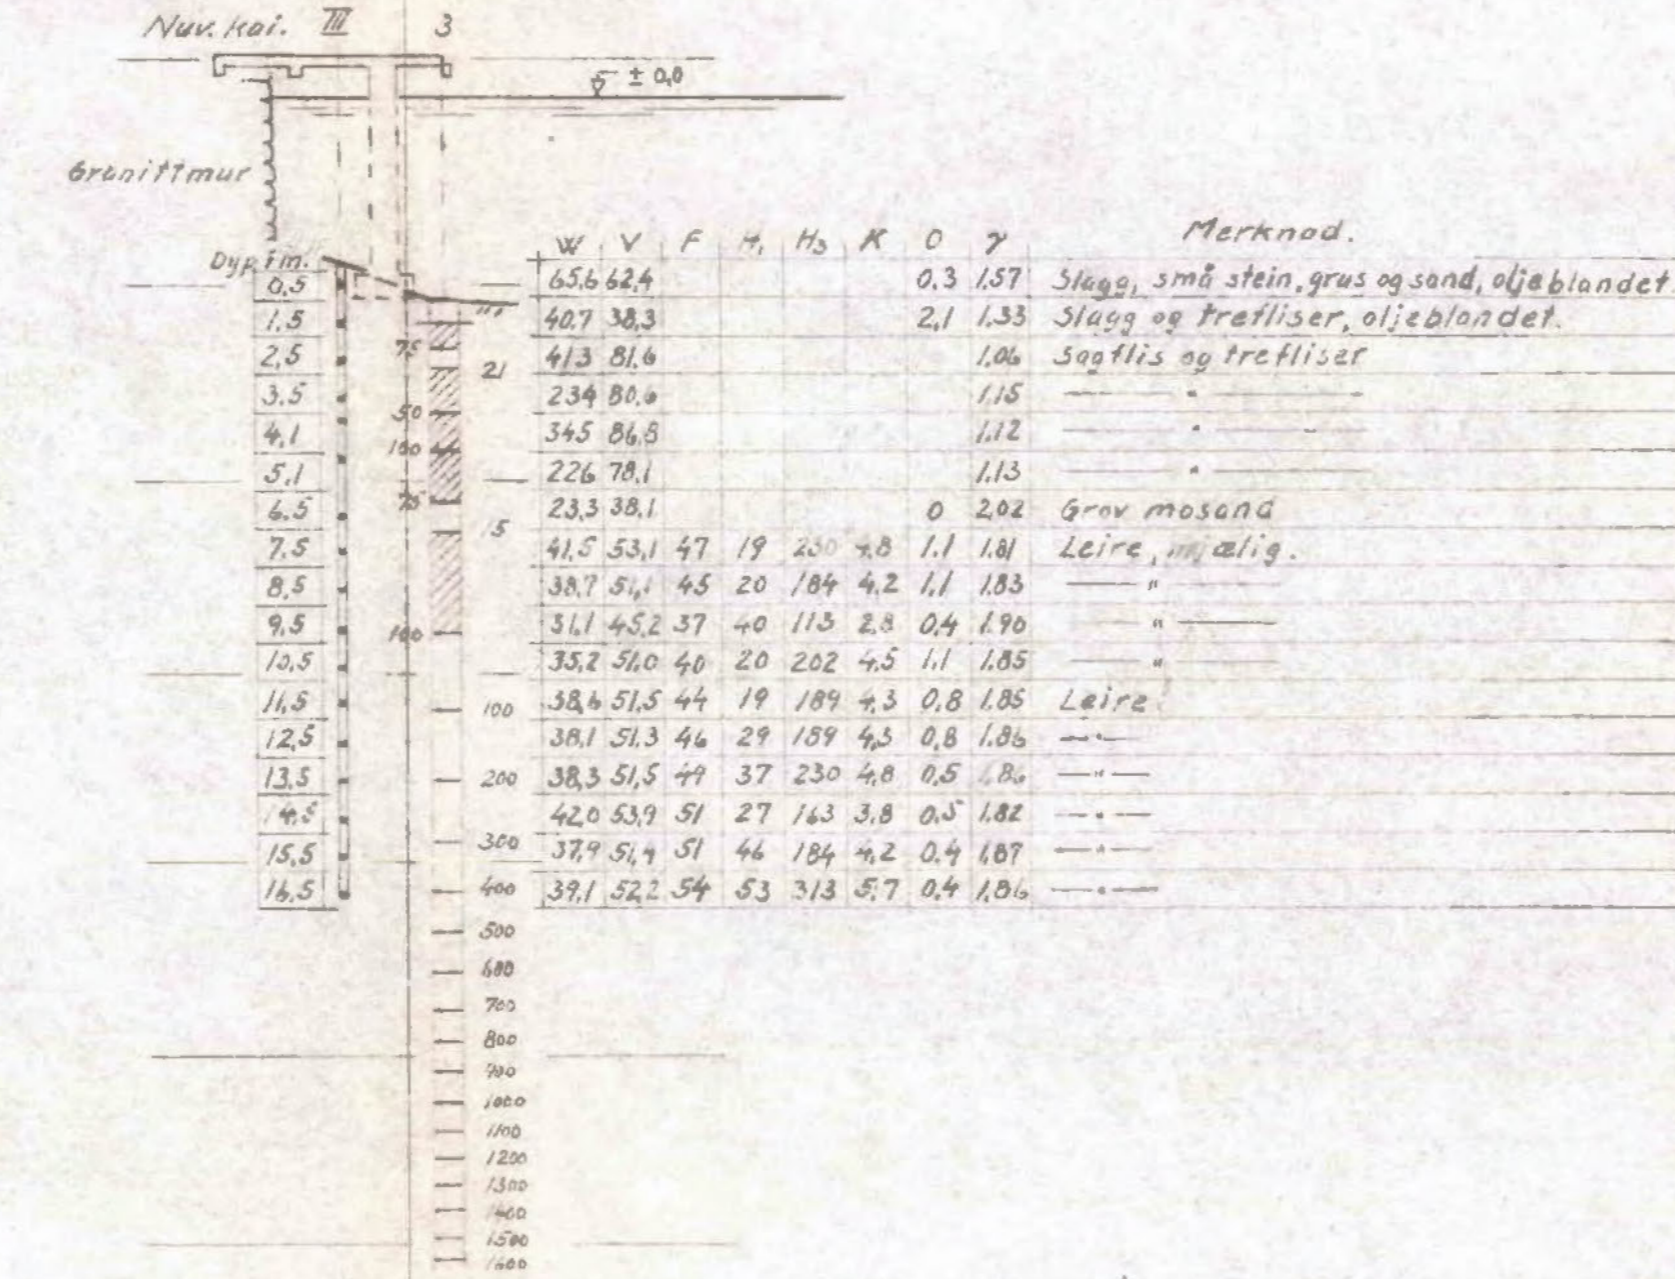 Nuv. kai. III 3
± 0,0
Granittmur
W V F H₁ H₃ K O γ Merknad.
Dyp i m.
0,5 65,6 62,4 0,3 1.57 Slagg, små stein, grus og sand, oljeblandet.
1,5 40,7 38,3 2,1 1.33 Slagg og trefliser, oljeblandet.
75
2,5 21 413 81,6 1.06 Sagflis og trefliser
3,5 234 80,6 1.15 — " —
50
4,1 345 86,8 1.12 — " —
100
5,1 226 78,1 1.13 — " —
75
6,5 23,3 38,1 0 2,02 Grov mosand
15
7,5 41,5 53,1 47 19 230 4,8 1.1 1.81 Leire, mjælig.
8,5 38,7 51,1 45 20 184 4,2 1,1 1.83 — " —
9,5 100 31,1 45,2 37 40 113 2,8 0,4 1.90 — " —
10,5 35,2 51,0 40 20 202 4,5 1,1 1.85 — " —
11,5 100 38,6 51,5 44 19 189 4,3 0,8 1.85 Leire
12,5 38,1 51,3 46 29 189 4,3 0,8 1.86 — " —
13,5 200 38,3 51,5 49 37 230 4,8 0,5 1.86 — " —
14,5 42,0 53,9 51 27 163 3,8 0,5 1.82 — " —
15,5 300 37,9 51,4 51 46 184 4,2 0,4 1,87 — " —
16,5 400 39,1 52,2 54 53 313 5,7 0,4 1,86 — " —
500
600
700
800
900
1000
1100
1200
1300
1400
1500
1600